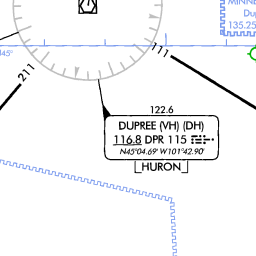 MINNE
Du
135.25
45°
111
211
122.6
DUPREE (VH) (DH)
116.8 DPR 115
N45°04.69' W101°42.90'
HURON